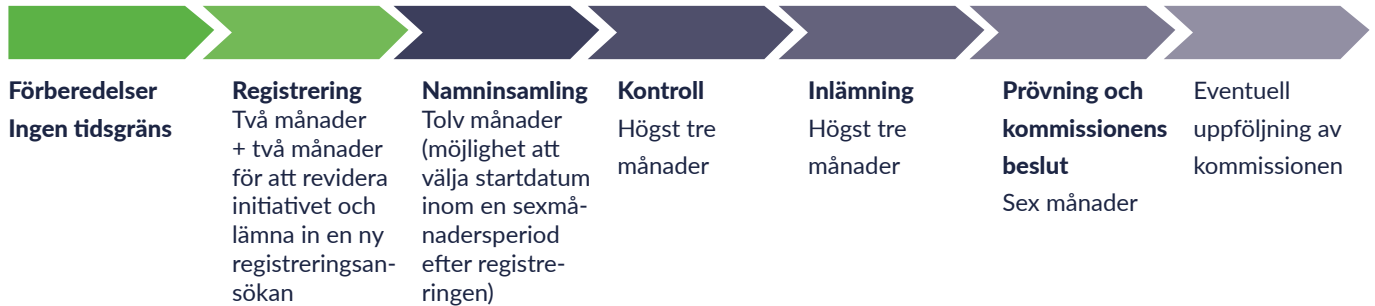 Förberedelser
Ingen tidsgräns
Registrering
Två månader
+ två månader
för att revidera
initiativet och
lämna in en ny
registreringsan-
sökan
Namninsamling
Tolv månader
(möjlighet att
välja startdatum
inom en sexmå-
nadersperiod
efter registre-
ringen)
Kontroll
Högst tre
månader
Inlämning
Högst tre
månader
Prövning och
kommissionens
beslut
Sex månader
Eventuell
uppföljning av
kommissionen